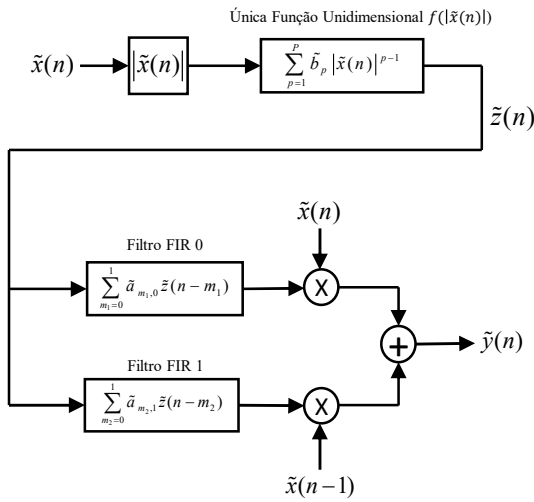 Única Função Unidimensional f(|x̃(n)|)
x̃(n)
|x̃(n)|
∑_{p=1}^{P} b̃_p |x̃(n)|^{p−1}
z̃(n)
x̃(n)
Filtro FIR 0
∑_{m₁=0}^{1} ã_{m₁,0} z̃(n−m₁)
X
+
ỹ(n)
Filtro FIR 1
∑_{m₂=0}^{1} ã_{m₂,1} z̃(n−m₂)
X
x̃(n−1)